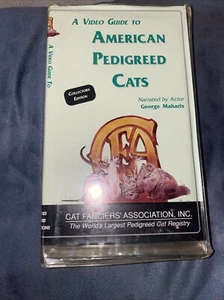 A VIDEO GUIDE TO
AMERICAN
PEDIGREED
CATS
COLLECTORS
EDITION
Narrated by Actor
George Maharis
CFA
CAT FANCIERS' ASSOCIATION, INC.
The World's Largest Pedigreed Cat Registry
A VIDEO GUIDE TO